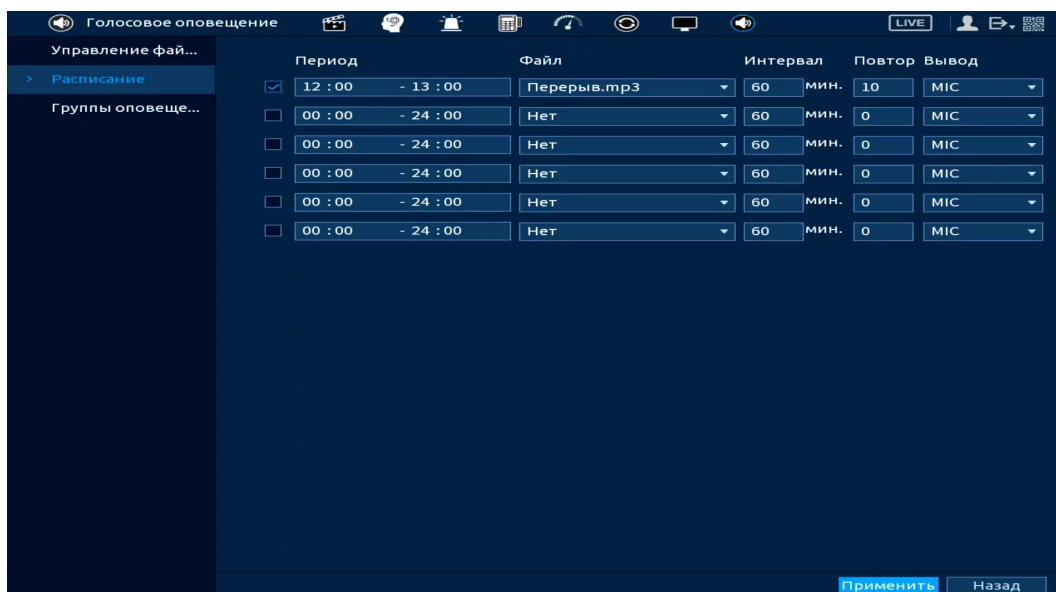 Голосовое оповещение LIVE
Управление фай...
Расписание
Группы оповеще...
Период Файл Интервал Повтор Вывод
12 :00 - 13 :00 Перерыв.mp3 60 мин. 10 MIC
00 :00 - 24 :00 Нет 60 мин. 0 MIC
00 :00 - 24 :00 Нет 60 мин. 0 MIC
00 :00 - 24 :00 Нет 60 мин. 0 MIC
00 :00 - 24 :00 Нет 60 мин. 0 MIC
00 :00 - 24 :00 Нет 60 мин. 0 MIC
Применить Назад